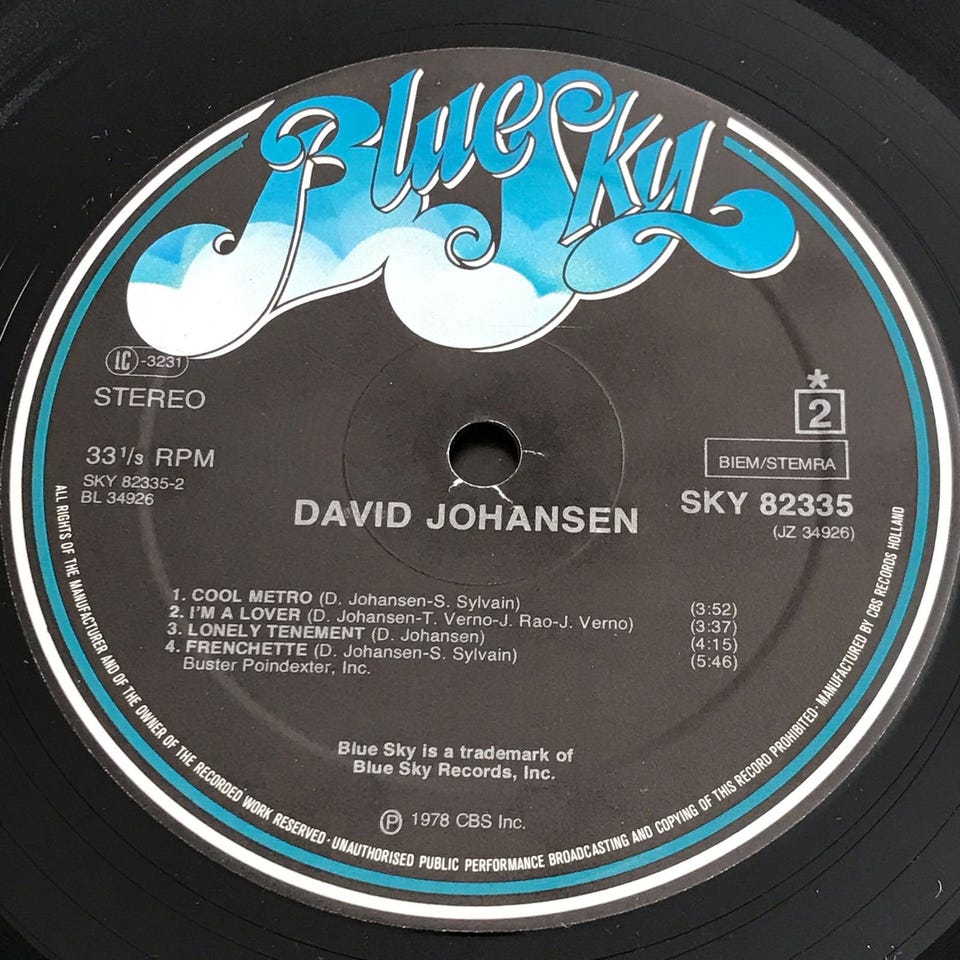 Blue Sky
LC -3231
STEREO
33 1/3 RPM
SKY 82335-2
BL 34926
*
2
BIEM/STEMRA
SKY 82335
(JZ 34926)
DAVID JOHANSEN
1. COOL METRO (D. Johansen-S. Sylvain) (3:52)
2. I'M A LOVER (D. Johansen-T. Verno-J. Rao-J. Verno) (3:37)
3. LONELY TENEMENT (D. Johansen) (4:15)
4. FRENCHETTE (D. Johansen-S. Sylvain) (5:46)
Buster Poindexter, Inc.
Blue Sky is a trademark of
Blue Sky Records, Inc.
Ⓟ 1978 CBS Inc.
ALL RIGHTS OF THE MANUFACTURER AND OF THE OWNER OF THE RECORDED WORK RESERVED · UNAUTHORISED PUBLIC PERFORMANCE BROADCASTING AND COPYING OF THIS RECORD PROHIBITED · MANUFACTURED BY CBS RECORDS HOLLAND